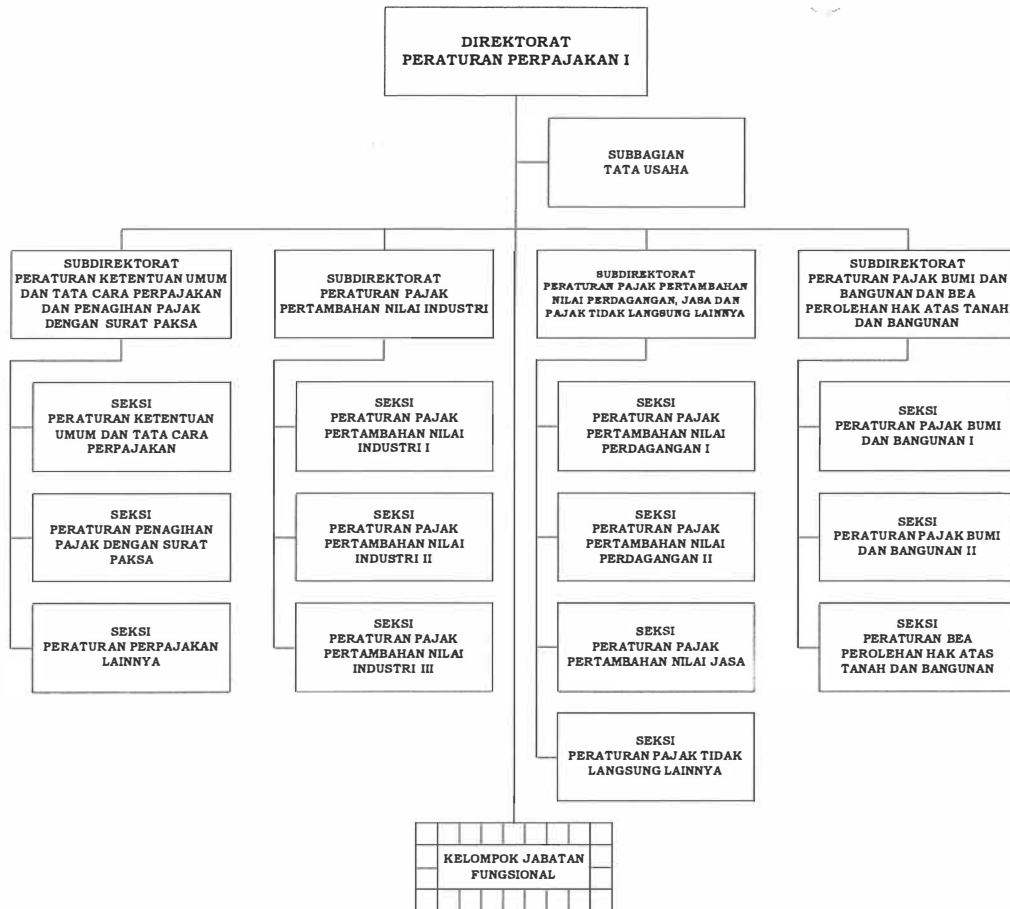 DIREKTORAT
PERATURAN PERPAJAKAN I
SUBBAGIAN
TATA USAHA
SUBDIREKTORAT
PERATURAN KETENTUAN UMUM
DAN TATA CARA PERPAJAKAN
DAN PENAGIHAN PAJAK
DENGAN SURAT PAKSA
SEKSI
PERATURAN KETENTUAN
UMUM DAN TATA CARA
PERPAJAKAN
SEKSI
PERATURAN PENAGIHAN
PAJAK DENGAN SURAT
PAKSA
SEKSI
PERATURAN PERPAJAKAN
LAINNYA
SUBDIREKTORAT
PERATURAN PAJAK
PERTAMBAHAN NILAI INDUSTRI
SEKSI
PERATURAN PAJAK
PERTAMBAHAN NILAI
INDUSTRI I
SEKSI
PERATURAN PAJAK
PERTAMBAHAN NILAI
INDUSTRI II
SEKSI
PERATURAN PAJAK
PERTAMBAHAN NILAI
INDUSTRI III
SUBDIREKTORAT
PERATURAN PAJAK PERTAMBAHAN
NILAI PERDAGANGAN, JASA DAN
PAJAK TIDAK LANGSUNG LAINNYA
SEKSI
PERATURAN PAJAK
PERTAMBAHAN NILAI
PERDAGANGAN I
SEKSI
PERATURAN PAJAK
PERTAMBAHAN NILAI
PERDAGANGAN II
SEKSI
PERATURAN PAJAK
PERTAMBAHAN NILAI JASA
SEKSI
PERATURAN PAJAK TIDAK
LANGSUNG LAINNYA
SUBDIREKTORAT
PERATURAN PAJAK BUMI DAN
BANGUNAN DAN BEA
PEROLEHAN HAK ATAS TANAH
DAN BANGUNAN
SEKSI
PERATURAN PAJAK BUMI
DAN BANGUNAN I
SEKSI
PERATURAN PAJAK BUMI
DAN BANGUNAN II
SEKSI
PERATURAN BEA
PEROLEHAN HAK ATAS
TANAH DAN BANGUNAN
KELOMPOK JABATAN
FUNGSIONAL